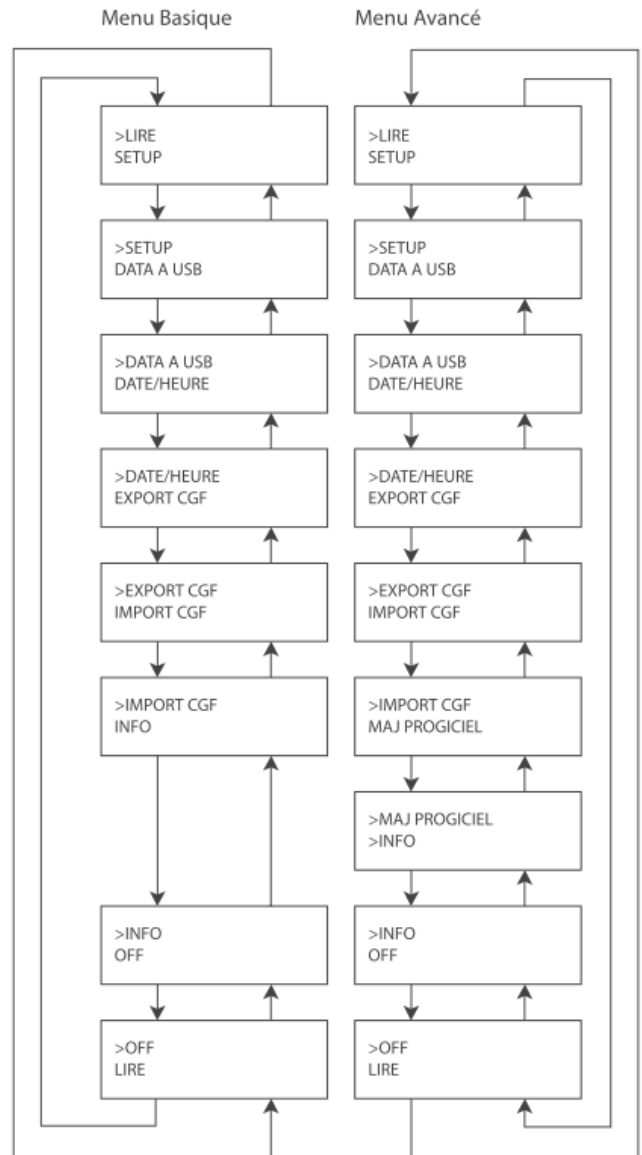 Menu Basique
>LIRE
SETUP
>SETUP
DATA A USB
>DATA A USB
DATE/HEURE
>DATE/HEURE
EXPORT CGF
>EXPORT CGF
IMPORT CGF
>IMPORT CGF
INFO
>INFO
OFF
>OFF
LIRE
Menu Avancé
>LIRE
SETUP
>SETUP
DATA A USB
>DATA A USB
DATE/HEURE
>DATE/HEURE
EXPORT CGF
>EXPORT CGF
IMPORT CGF
>IMPORT CGF
MAJ PROGICIEL
>MAJ PROGICIEL
>INFO
>INFO
OFF
>OFF
LIRE